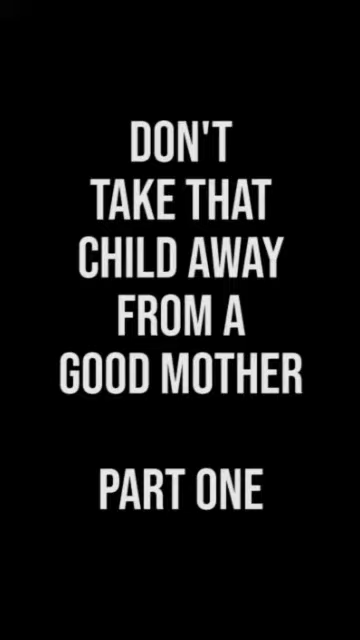 DON'T
TAKE THAT
CHILD AWAY
FROM A
GOOD MOTHER
PART ONE